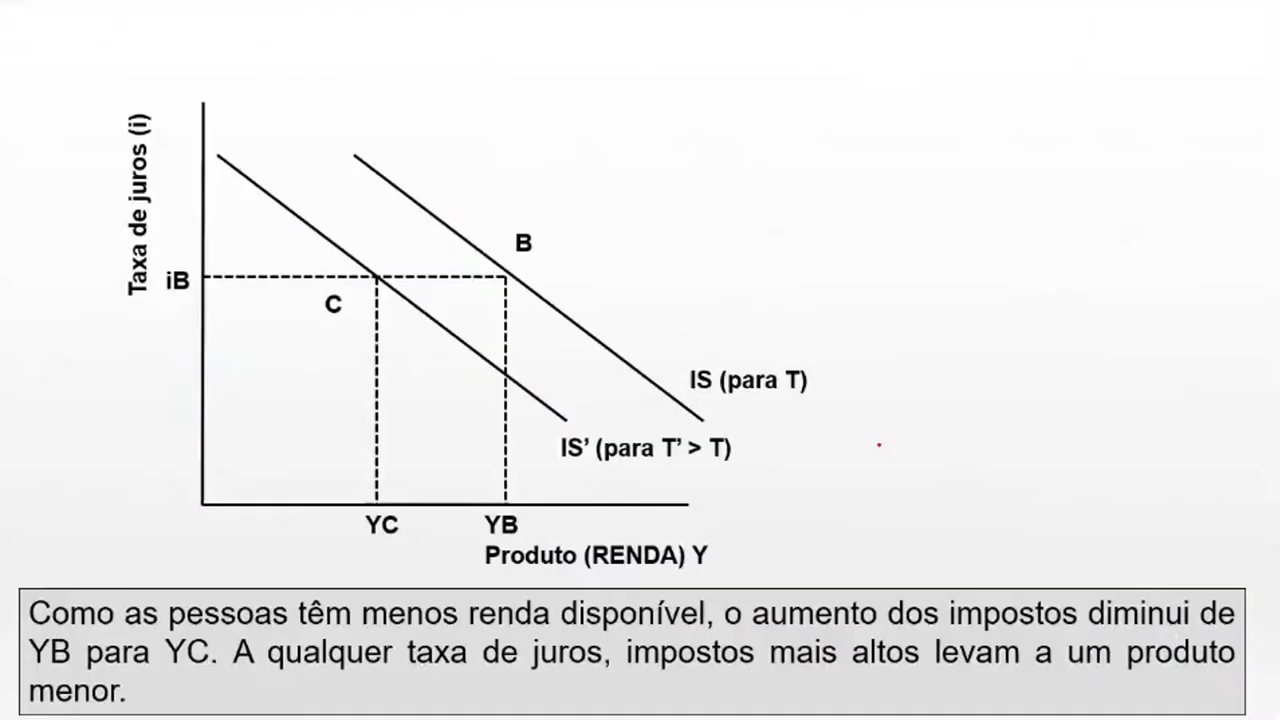 Taxa de juros (i)
B
iB
C
IS (para T)
IS’ (para T’ > T)
YC
YB
Produto (RENDA) Y
Como as pessoas têm menos renda disponível, o aumento dos impostos diminui de
YB para YC. A qualquer taxa de juros, impostos mais altos levam a um produto
menor.